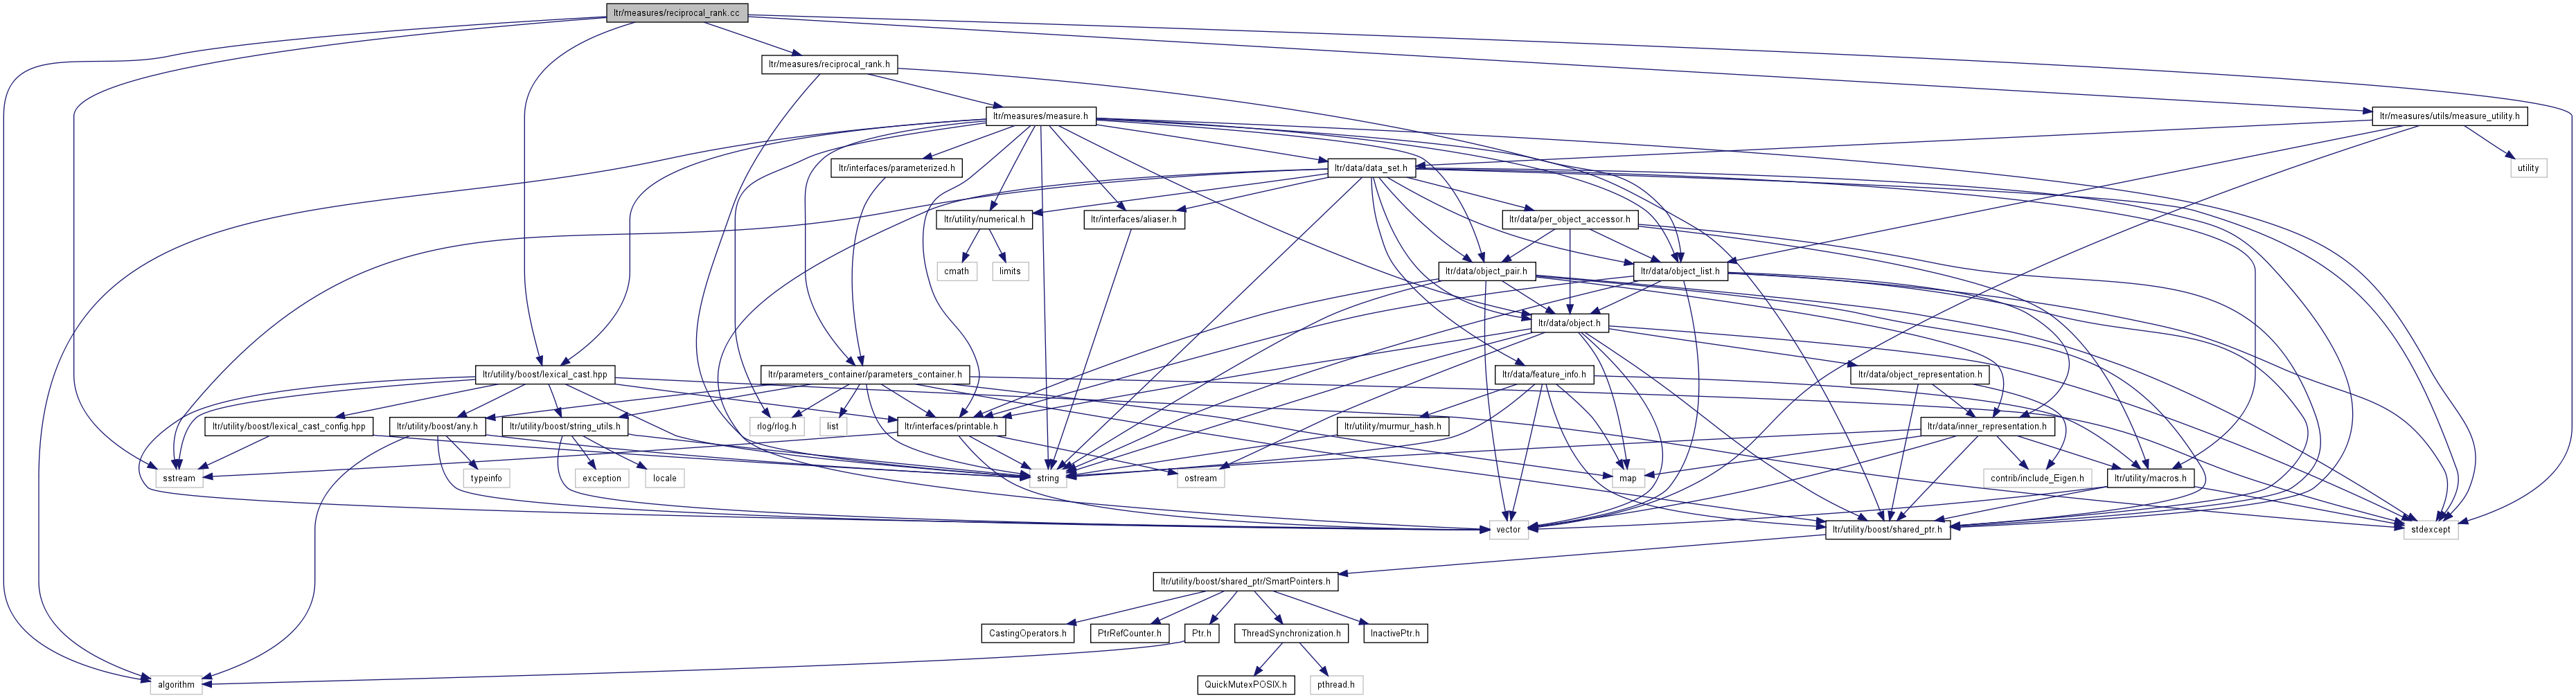 ltr/measures/reciprocal_rank.cc
ltr/measures/reciprocal_rank.h
ltr/measures/measure.h
ltr/measures/utils/measure_utility.h
ltr/interfaces/parameterized.h
ltr/data/data_set.h
utility
ltr/utility/numerical.h
ltr/interfaces/aliaser.h
ltr/data/per_object_accessor.h
cmath
limits
ltr/data/object_pair.h
ltr/data/object_list.h
ltr/data/object.h
ltr/utility/boost/lexical_cast.hpp
ltr/parameters_container/parameters_container.h
ltr/data/feature_info.h
ltr/data/object_representation.h
ltr/utility/boost/lexical_cast_config.hpp
ltr/utility/boost/any.h
ltr/utility/boost/string_utils.h
rlog/rlog.h
list
ltr/interfaces/printable.h
ltr/utility/murmur_hash.h
ltr/data/inner_representation.h
sstream
typeinfo
exception
locale
string
ostream
map
contrib/include_Eigen.h
ltr/utility/macros.h
vector
ltr/utility/boost/shared_ptr.h
stdexcept
ltr/utility/boost/shared_ptr/SmartPointers.h
CastingOperators.h
PtrRefCounter.h
Ptr.h
ThreadSynchronization.h
InactivePtr.h
algorithm
QuickMutexPOSIX.h
pthread.h